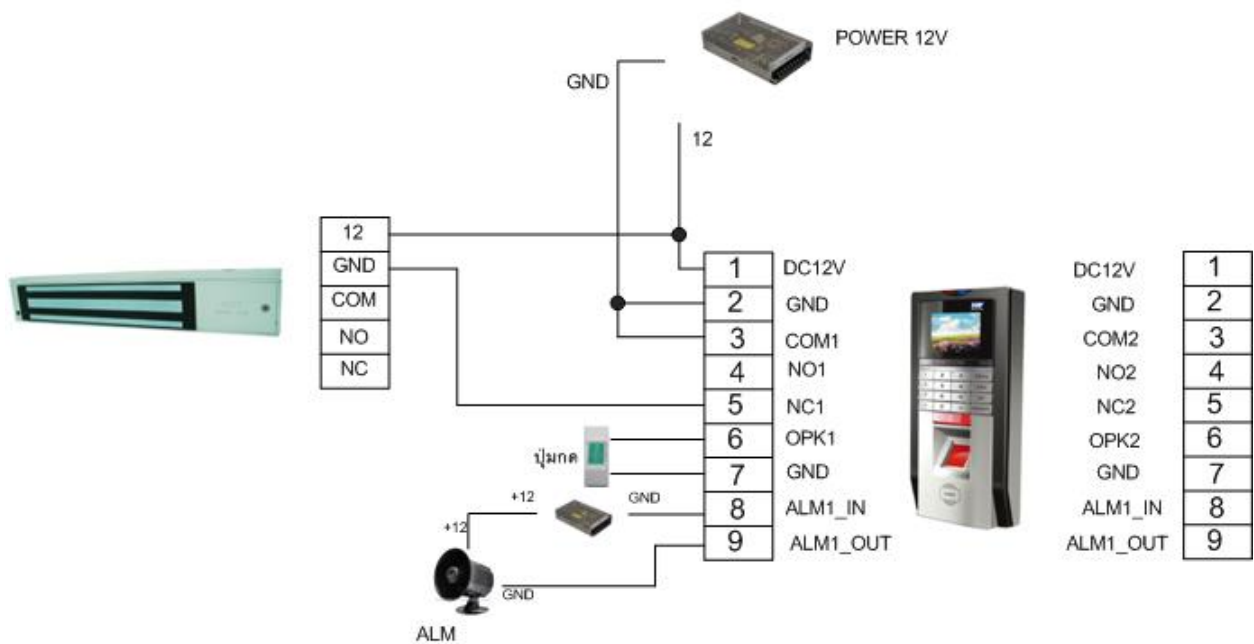 POWER 12V
GND
12
12
GND
COM
NO
NC
1 DC12V
2 GND
3 COM1
4 NO1
5 NC1
6 OPK1
7 GND
8 ALM1_IN
9 ALM1_OUT
ปุ่มกด
+12
GND
+12
GND
ALM
DC12V 1
GND 2
COM2 3
NO2 4
NC2 5
OPK2 6
GND 7
ALM1_IN 8
ALM1_OUT 9